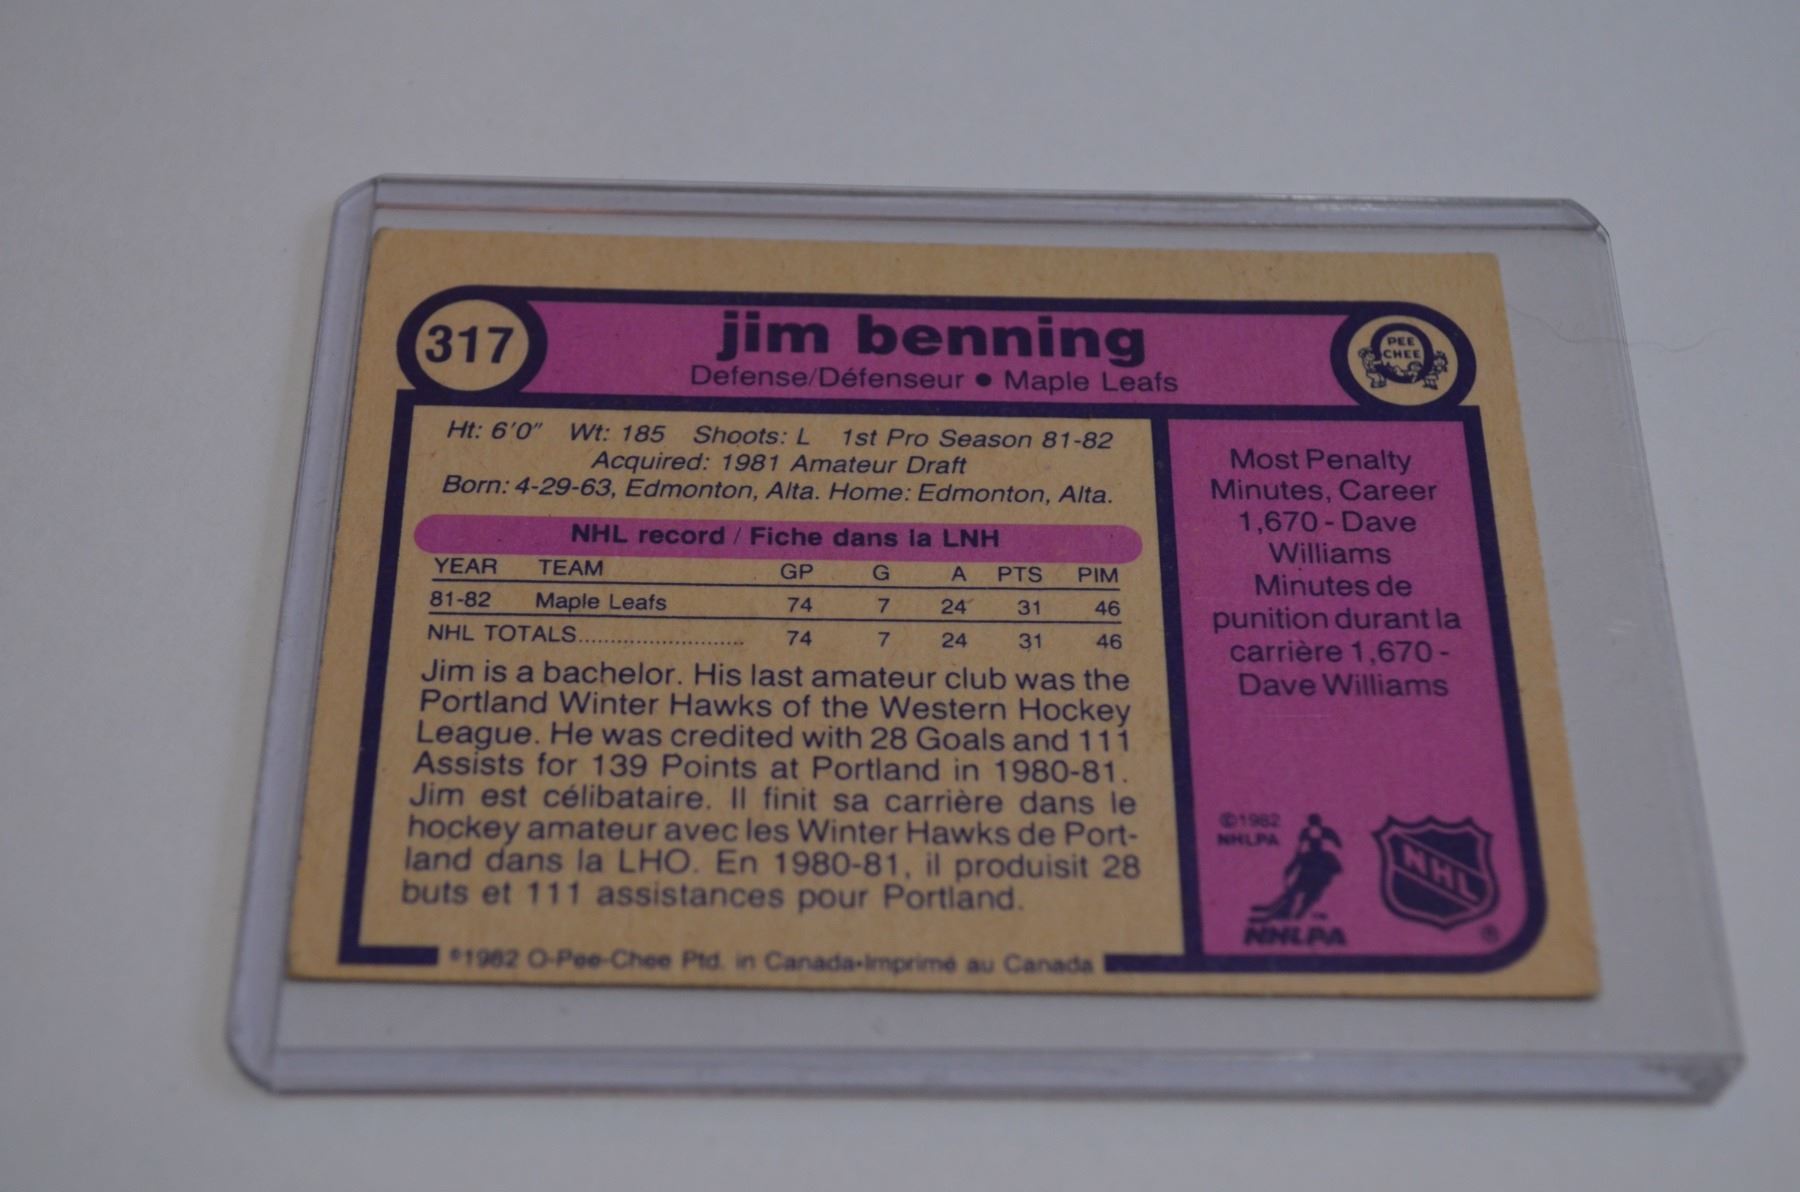 317
jim benning
Defense/Défenseur • Maple Leafs
PEE
CHEE
Ht: 6'0" Wt: 185 Shoots: L 1st Pro Season 81-82
Acquired: 1981 Amateur Draft
Born: 4-29-63, Edmonton, Alta. Home: Edmonton, Alta.
NHL record / Fiche dans la LNH
YEAR TEAM GP G A PTS PIM
81-82 Maple Leafs 74 7 24 31 46
NHL TOTALS.......................... 74 7 24 31 46
Jim is a bachelor. His last amateur club was the
Portland Winter Hawks of the Western Hockey
League. He was credited with 28 Goals and 111
Assists for 139 Points at Portland in 1980-81.
Jim est célibataire. Il finit sa carrière dans le
hockey amateur avec les Winter Hawks de Port-
land dans la LHO. En 1980-81, il produisit 28
buts et 111 assistances pour Portland.
©1982 O-Pee-Chee Ptd. in Canada•Imprimé au Canada
Most Penalty
Minutes, Career
1,670 - Dave
Williams
Minutes de
punition durant la
carrière 1,670 -
Dave Williams
©1982
NHLPA
NHLPA
™
NHL
®